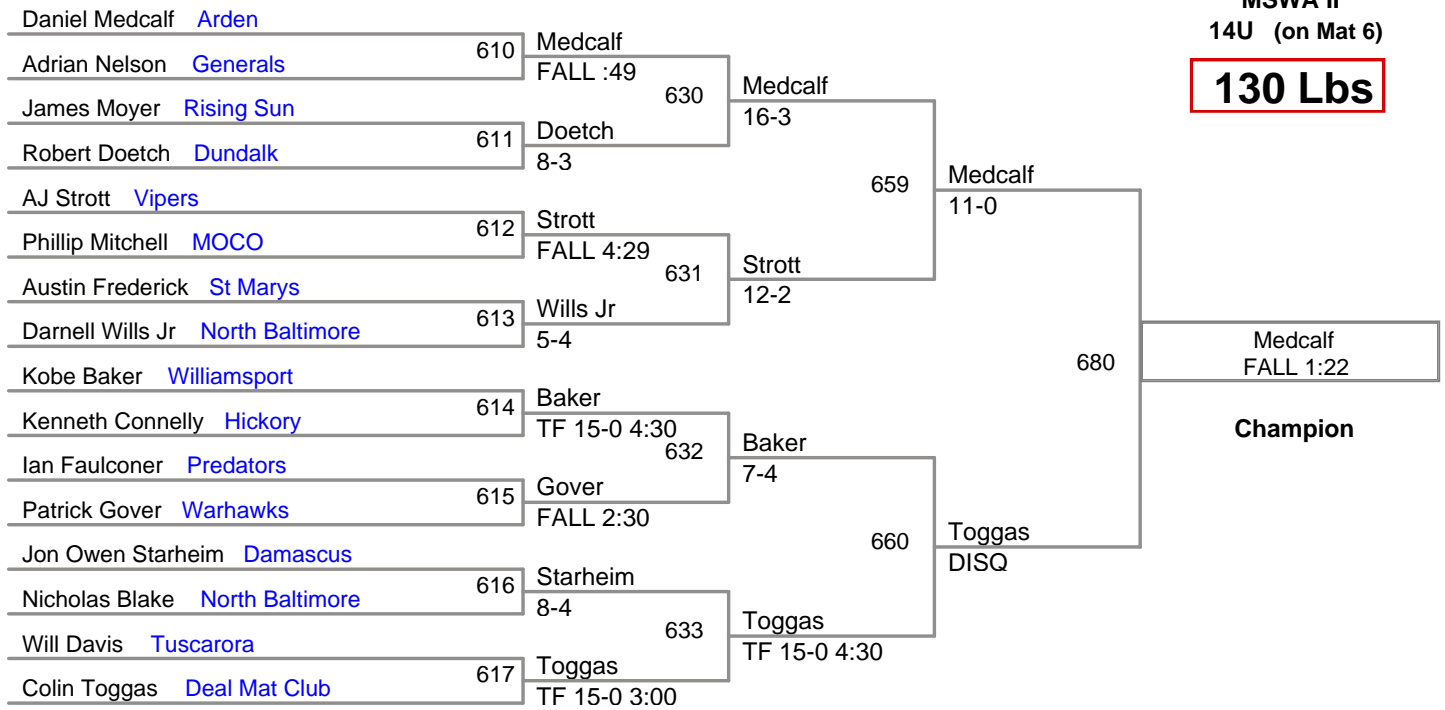 MSWA II
14U (on Mat 6)
130 Lbs
Daniel Medcalf Arden
Adrian Nelson Generals
James Moyer Rising Sun
Robert Doetch Dundalk
AJ Strott Vipers
Phillip Mitchell MOCO
Austin Frederick St Marys
Darnell Wills Jr North Baltimore
Kobe Baker Williamsport
Kenneth Connelly Hickory
Ian Faulconer Predators
Patrick Gover Warhawks
Jon Owen Starheim Damascus
Nicholas Blake North Baltimore
Will Davis Tuscarora
Colin Toggas Deal Mat Club
610
Medcalf
FALL :49
611
Doetch
8-3
612
Strott
FALL 4:29
613
Wills Jr
5-4
614
Baker
TF 15-0 4:30
615
Gover
FALL 2:30
616
Starheim
8-4
617
Toggas
TF 15-0 3:00
630
Medcalf
16-3
631
Strott
12-2
632
Baker
7-4
633
Toggas
TF 15-0 4:30
659
Medcalf
11-0
660
Toggas
DISQ
680
Medcalf
FALL 1:22
Champion